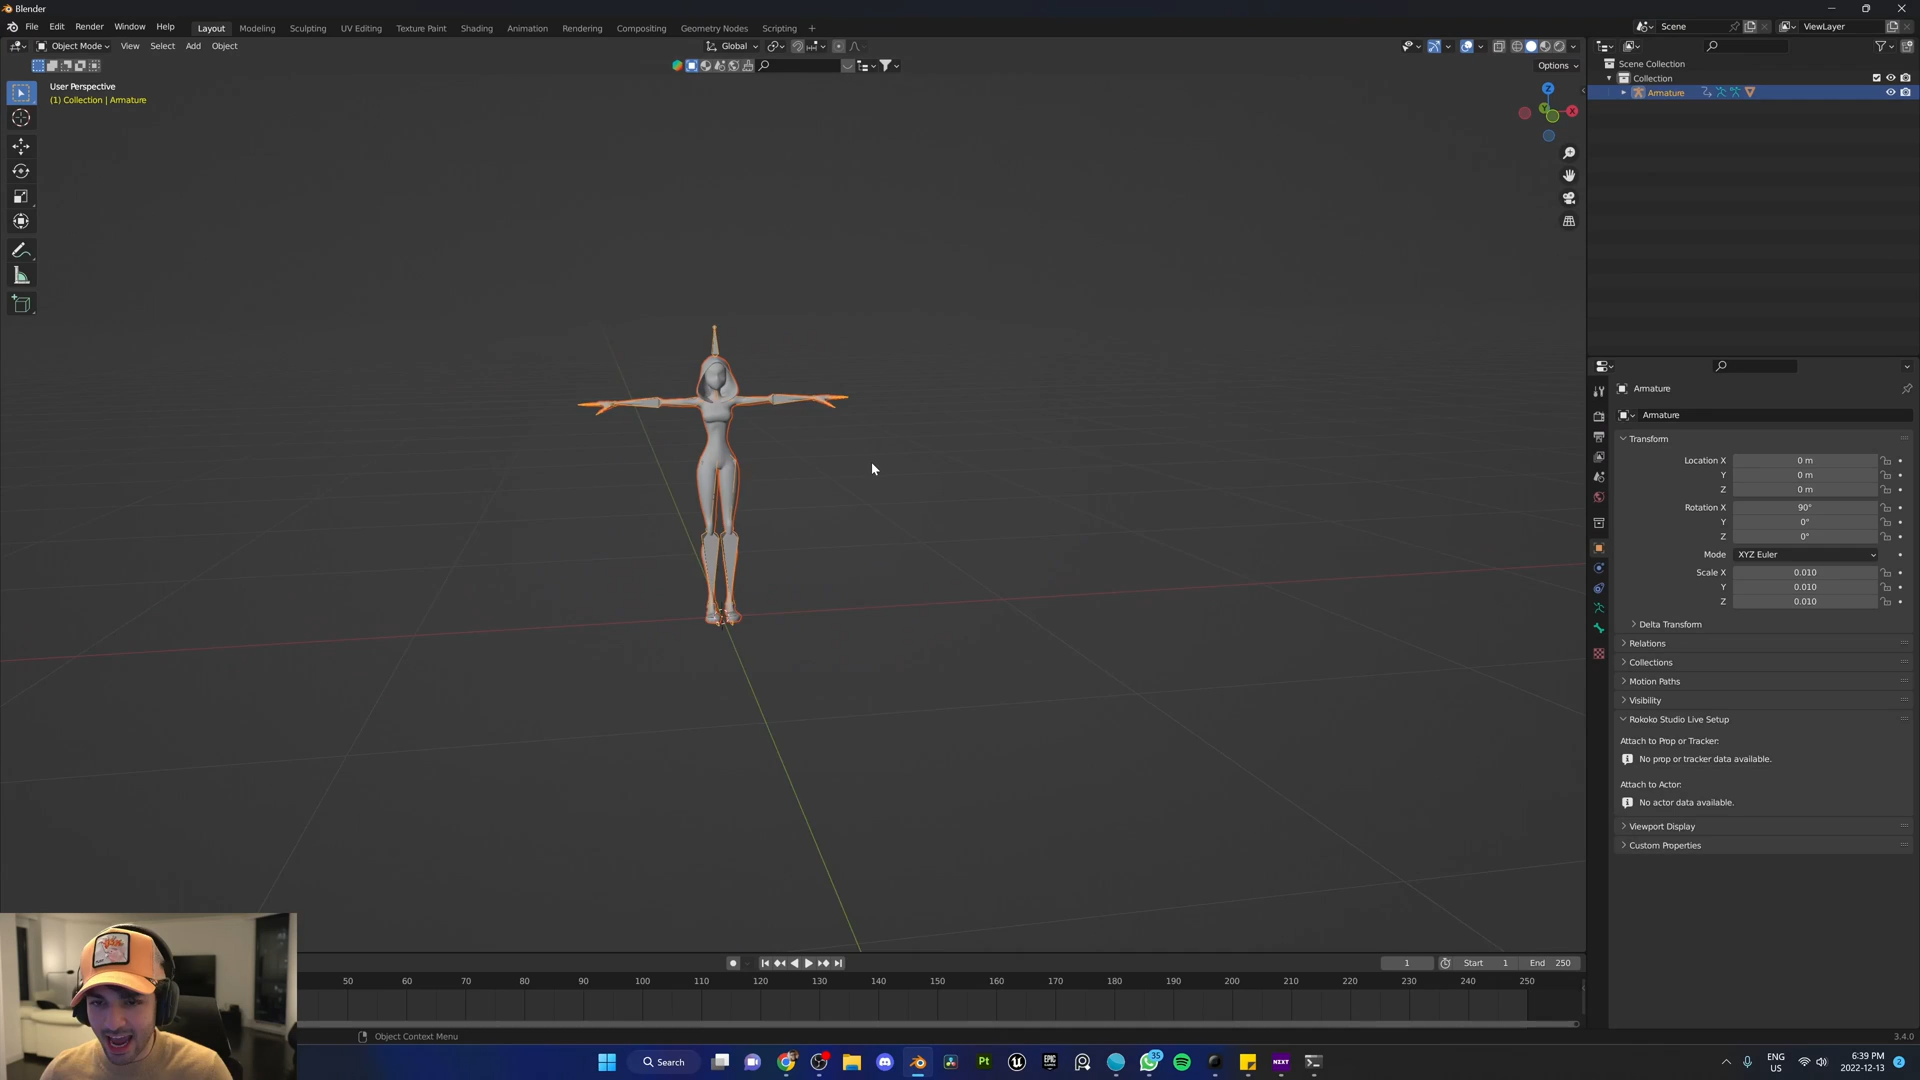 Blender
File Edit Render Window Help Layout Modeling Sculpting UV Editing Texture Paint Shading Animation Rendering Compositing Geometry Nodes Scripting + Scene ViewLayer
Object Mode View Select Add Object Global
Options
User Perspective
(1) Collection | Armature
Z
Y
X
Scene Collection
Collection
Armature
Armature
Armature
Transform
Location X 0 m
Y 0 m
Z 0 m
Rotation X 90°
Y 0°
Z 0°
Mode XYZ Euler
Scale X 0.010
Y 0.010
Z 0.010
Delta Transform
Relations
Collections
Motion Paths
Visibility
Rokoko Studio Live Setup
Attach to Prop or Tracker:
No prop or tracker data available.
Attach to Actor:
No actor data available.
Viewport Display
Custom Properties
1 Start 1 End 250
50 60 70 80 90 100 110 120 130 140 150 160 170 180 190 200 210 220 230 240 250
Object Context Menu
3.4.0
Search
Pt
EPIC GAMES
35
NIXT
ENG
US
6:39 PM
2022-12-13
2